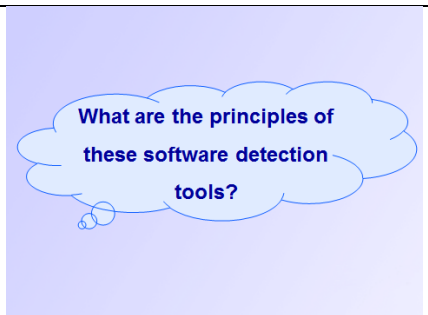 What are the principles of
these software detection
tools?